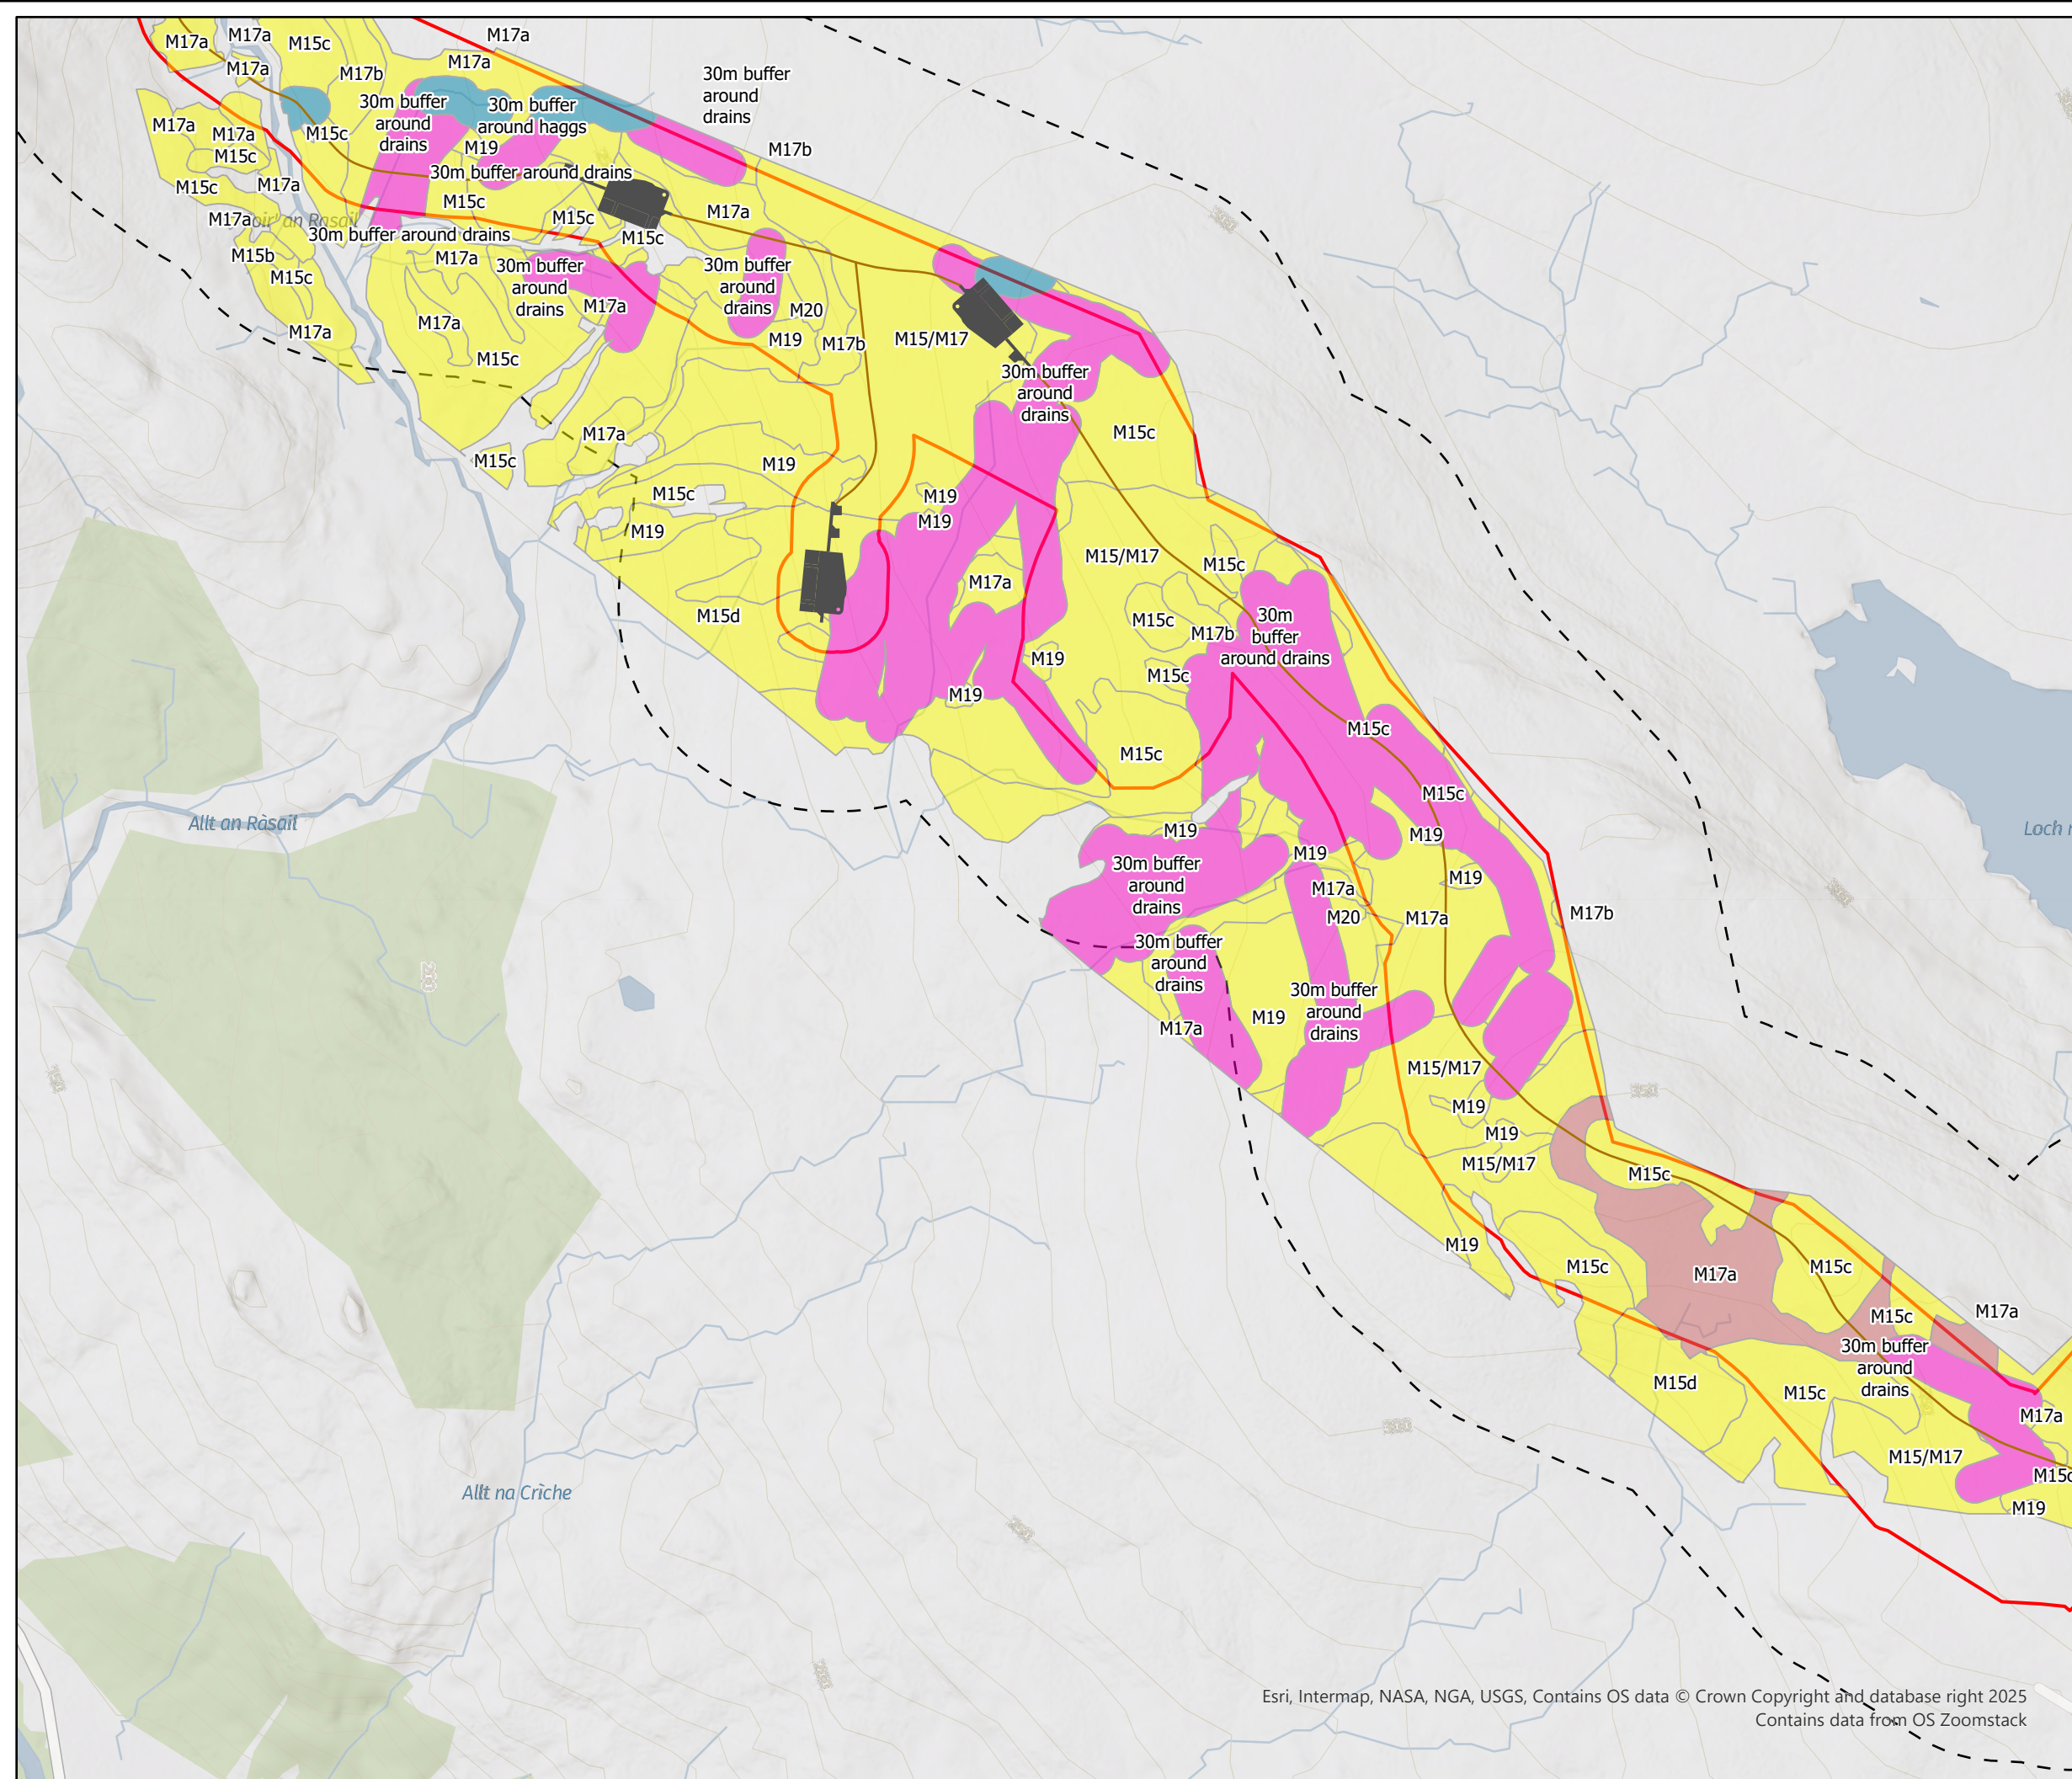 M17a
M17a
M15c
M17a
M17a
M17a
M17b
30m buffer
around
drains
30m buffer
around
drains
30m buffer
around haggs
M17a
M17a
M15c
M15c
M19
M17b
30m buffer around drains
M15c
M17a
M15c
M17a
oir' an Rasail
M15c
M17a
30m buffer around drains
M15c
M15b
M17a
M15c
30m buffer
around
drains
30m buffer
around
drains
M17a
M20
M17a
M17a
M19
M17b
M15/M17
M15c
30m buffer
around
drains
M15c
M17a
M15c
M19
M15c
M19
M19
M19
M15/M17
M15c
M17a
M15d
M15c
30m
buffer
around drains
M17b
M19
M15c
M19
M15c
M15c
M15c
Allt an Ràsail
M19
M19
M19
30m buffer
around
drains
M17a
M19
M20
M17a
M17b
30m buffer
around
drains
30m buffer
around
drains
M19
M17a
M15/M17
M19
M19
M15/M17
M15c
M19
M15c
M17a
M15c
M15c
M17a
30m buffer
around
drains
M15d
M15c
M17a
M15/M17
M15c
M19
Allt na Crìche
Esri, Intermap, NASA, NGA, USGS, Contains OS data © Crown Copyright and database right 2025
Contains data from OS Zoomstack